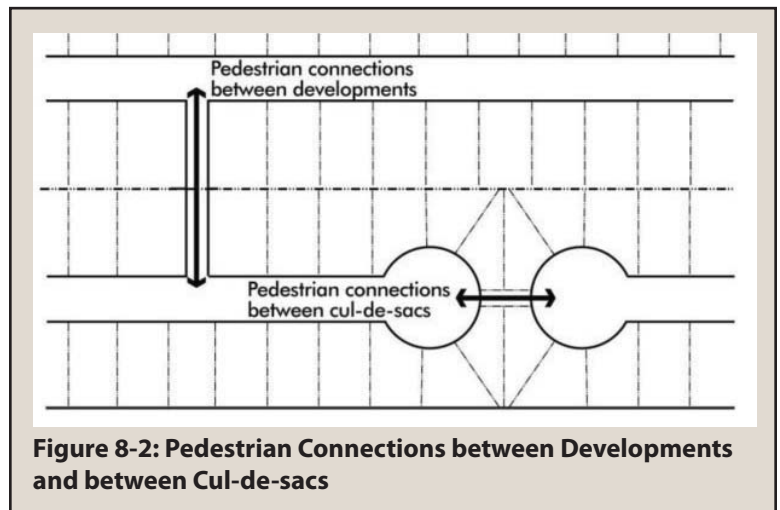 Pedestrian connections
between developments
Pedestrian connections
between cul-de-sacs
Figure 8-2: Pedestrian Connections between Developments
and between Cul-de-sacs